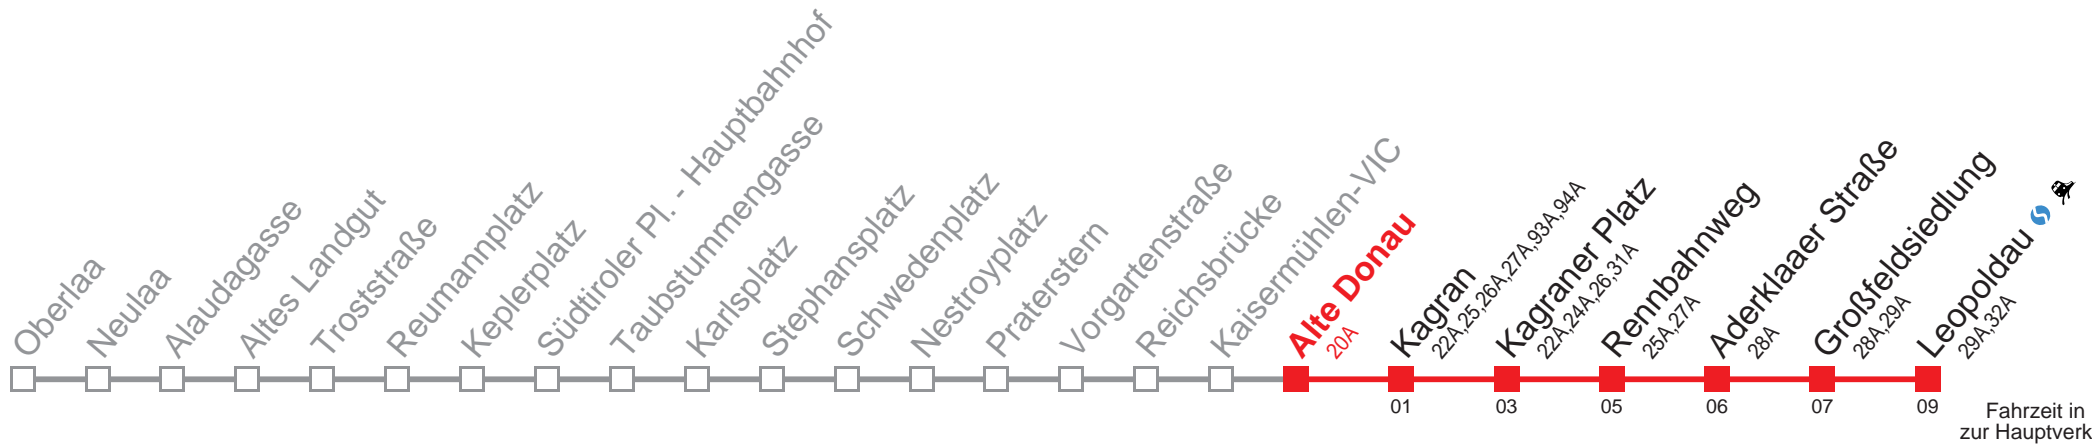 Oberlaa
Neulaa
Alaudagasse
Altes Landgut
Troststraße
Reumannplatz
Keplerplatz
Südtiroler Pl. - Hauptbahnhof
Taubstummengasse
Karlsplatz
Stephansplatz
Schwedenplatz
Nestroyplatz
Praterstern
Vorgartenstraße
Reichsbrücke
Kaisermühlen-VIC
Alte Donau
20A
Kagran
22A,25,26A,27A,93A,94A
Kagraner Platz
22A,24A,26,31A
Rennbahnweg
25A,27A
Aderklaaer Straße
28A
Großfeldsiedlung
28A,29A
Leopoldau
29A,32A
01
03
05
06
07
09
Fahrzeit in
zur Hauptverk